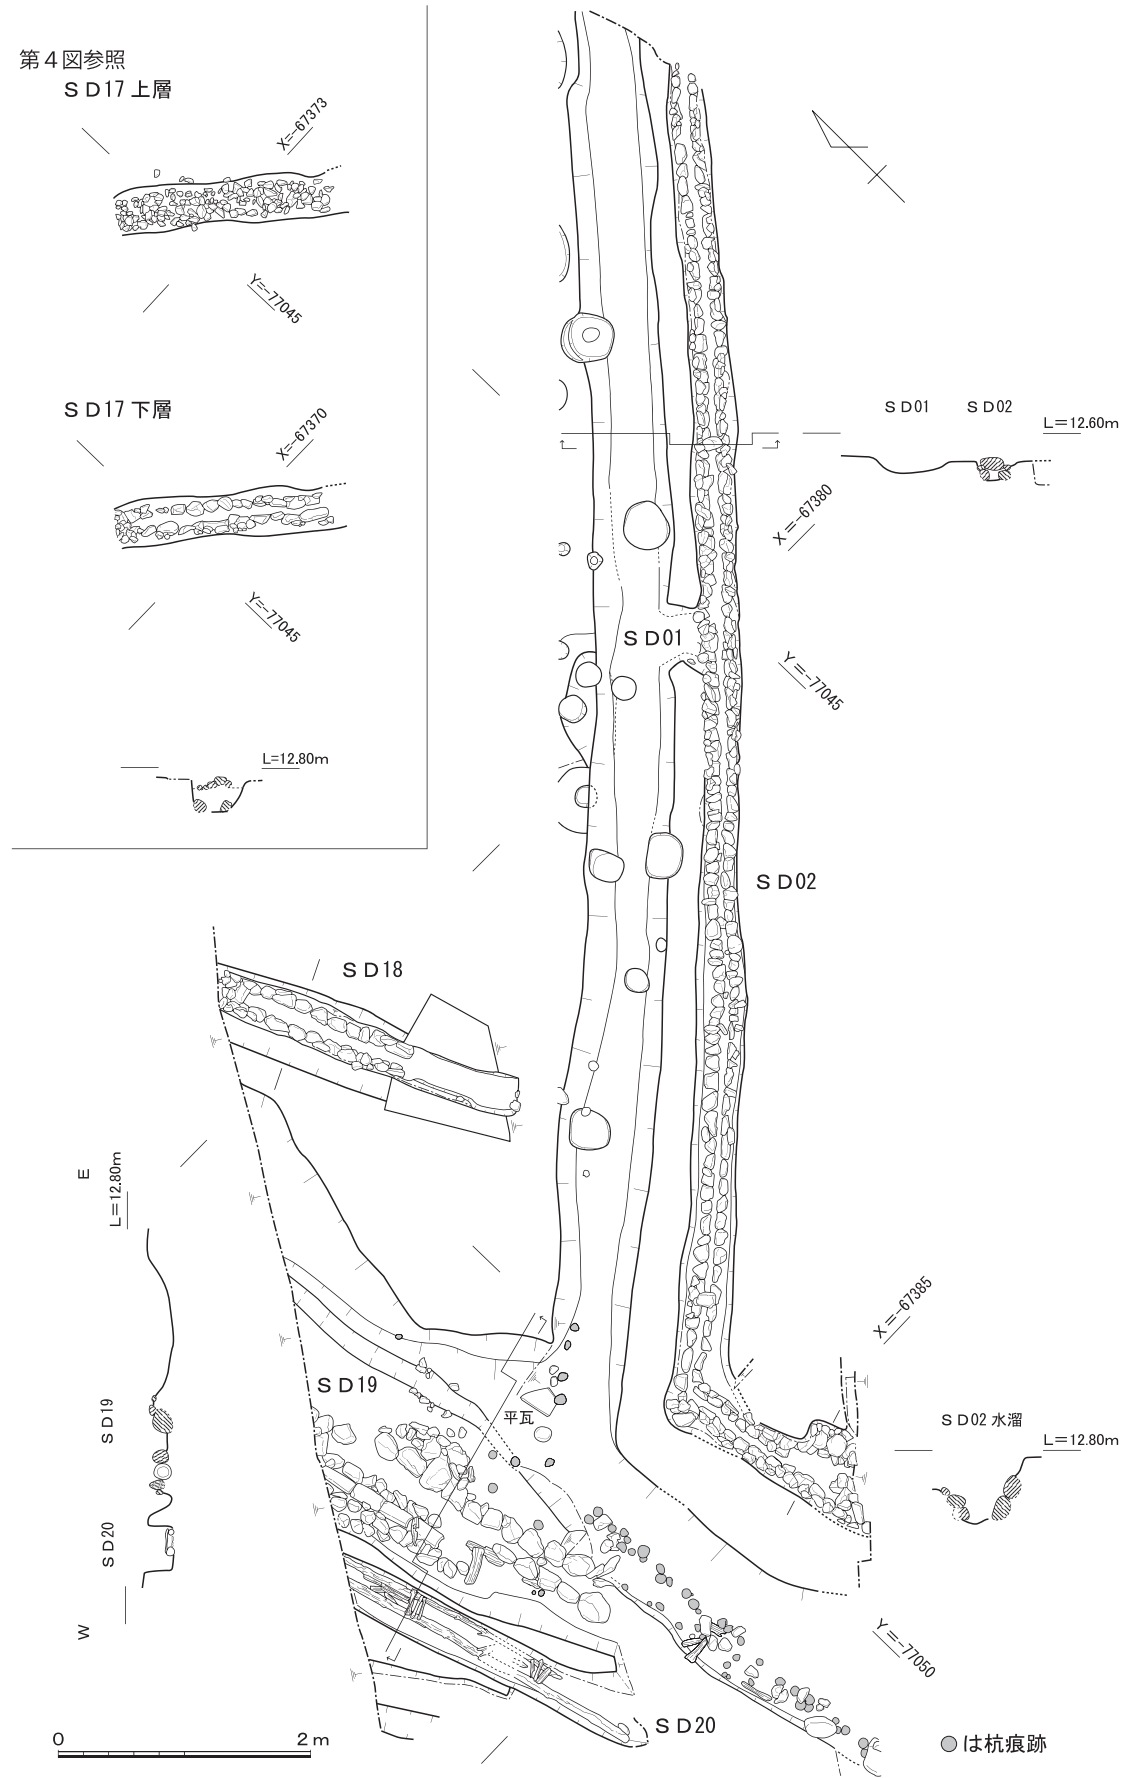 第４図参照
ＳＤ17 上層
X=-67373
Y=-77045
ＳＤ17 下層
X=-67370
Y=-77045
L=12.80m
ＳＤ01 ＳＤ02
L＝12.60m
X＝-67380
ＳＤ01
Y=-77045
ＳＤ02
ＳＤ18
E
L＝12.80m
X＝-67385
ＳＤ19
平瓦
ＳＤ02 水溜
L＝12.80m
ＳＤ19
ＳＤ20
W
Y=-77050
ＳＤ20
は杭痕跡
0 2 m